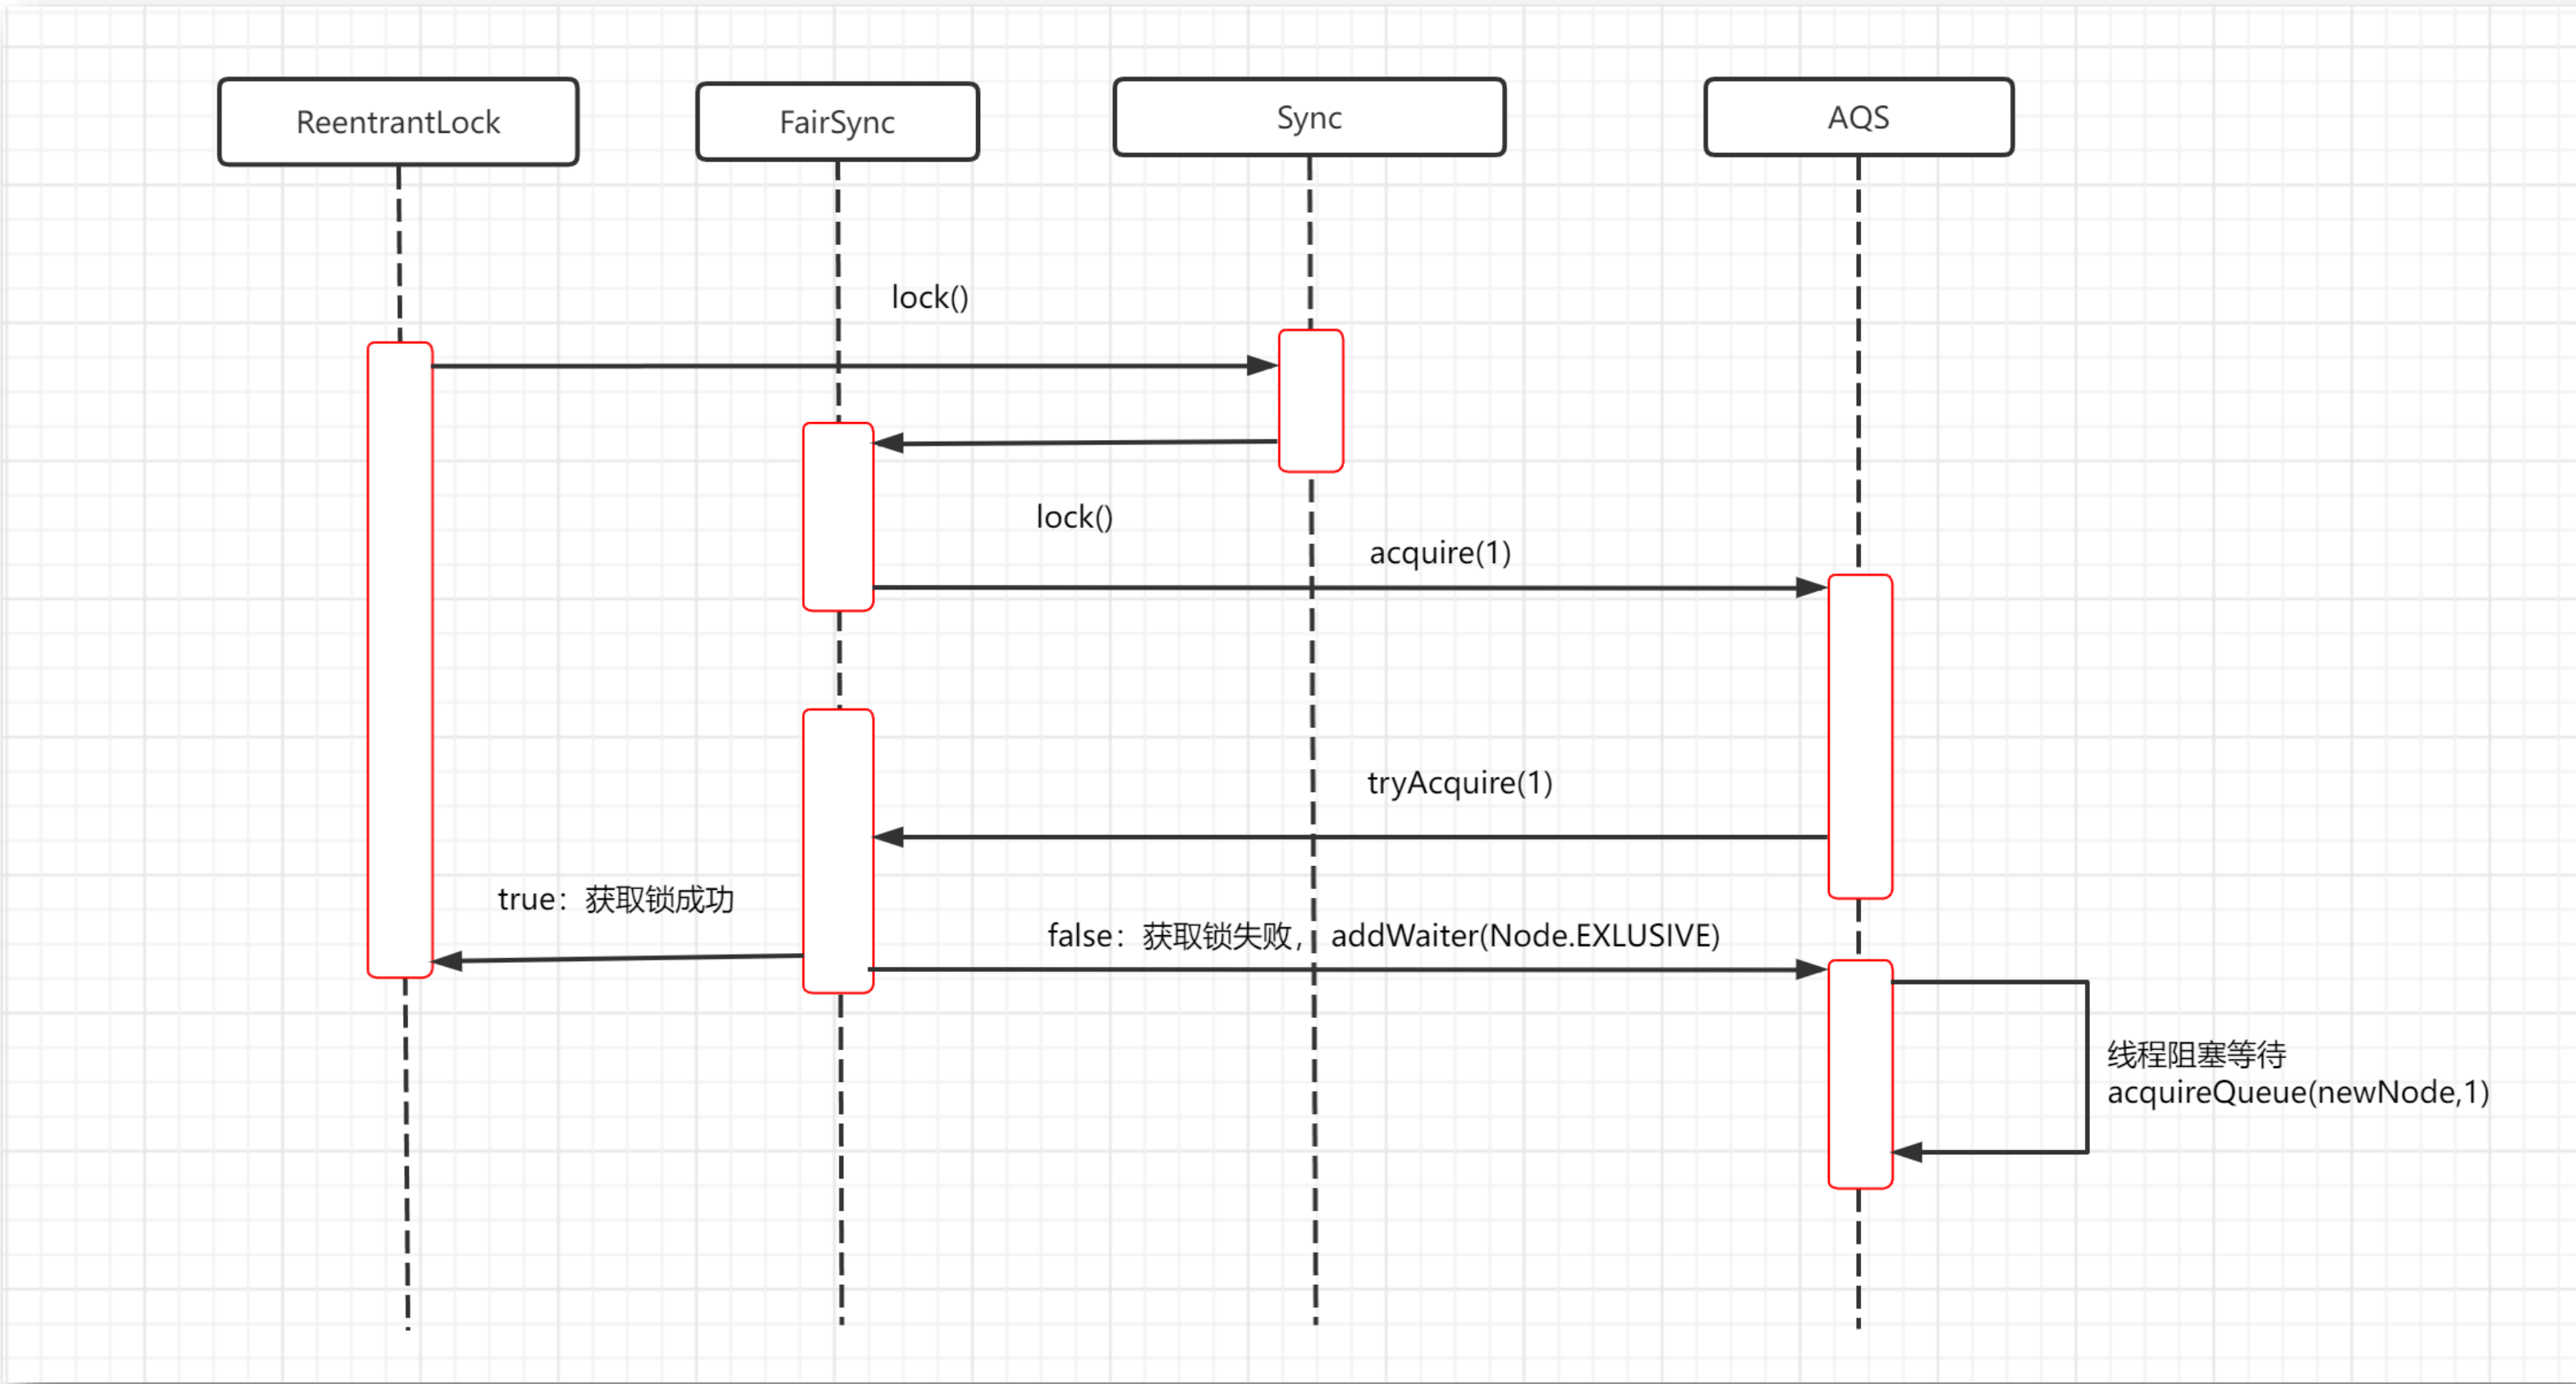 ReentrantLock
FairSync
Sync
AQS
lock()
lock()
acquire(1)
tryAcquire(1)
true：获取锁成功
false：获取锁失败， addWaiter(Node.EXLUSIVE)
线程阻塞等待
acquireQueue(newNode,1)